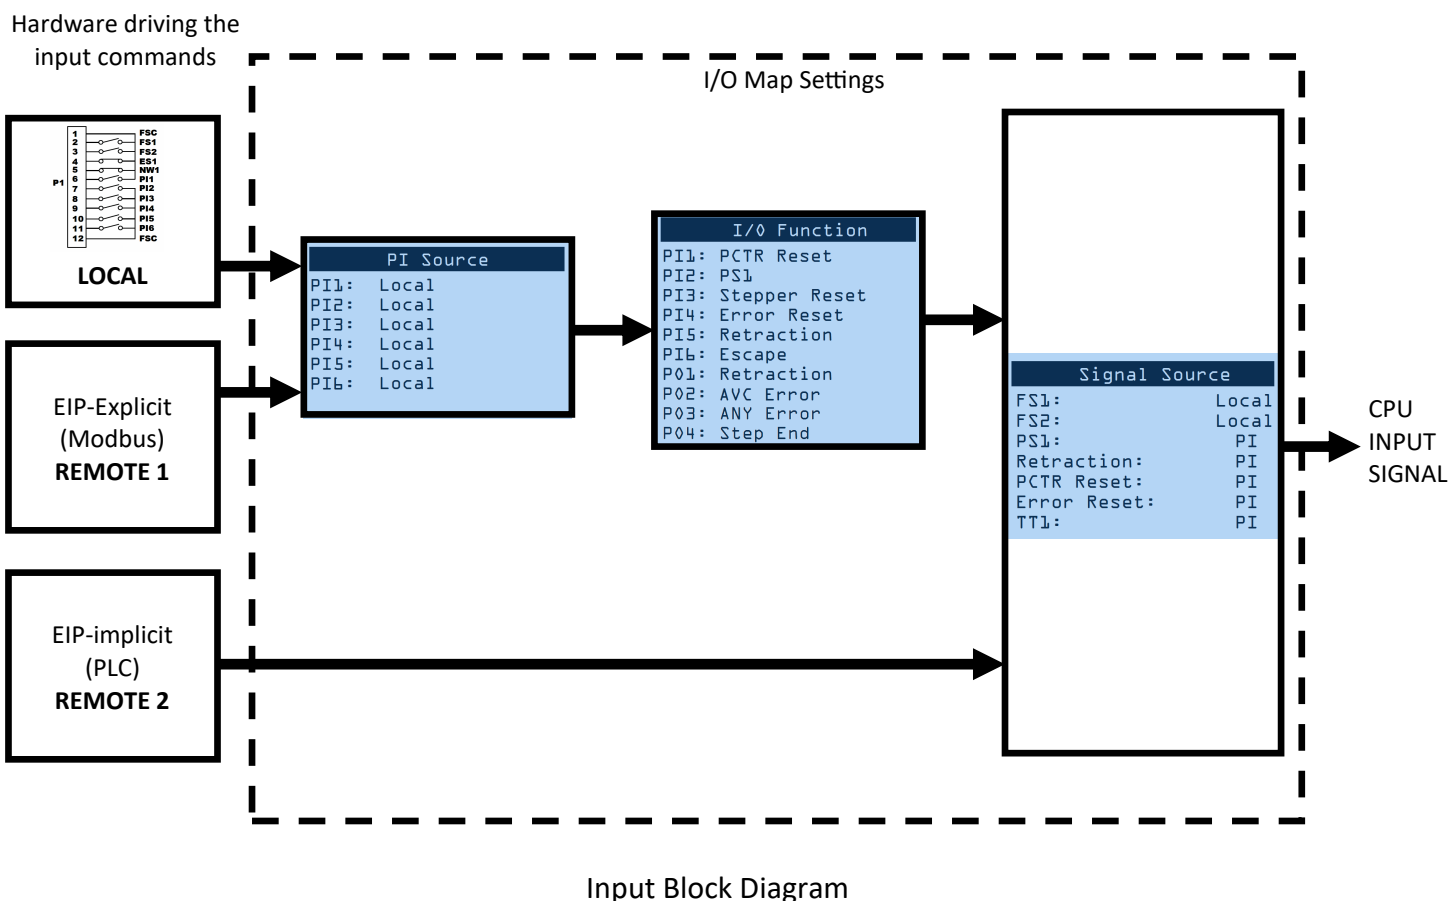 Hardware driving the
input commands
I/O Map Settings
P1
1 FSC
2 FS1
3 FS2
4 ES1
5 NW1
6 PI1
7 PI2
8 PI3
9 PI4
10 PI5
11 PI6
12 FSC
LOCAL
EIP-Explicit
(Modbus)
REMOTE 1
EIP-implicit
(PLC)
REMOTE 2
PI Source
PI1: Local
PI2: Local
PI3: Local
PI4: Local
PI5: Local
PI6: Local
I/O Function
PI1: PCTR Reset
PI2: PS1
PI3: Stepper Reset
PI4: Error Reset
PI5: Retraction
PI6: Escape
PO1: Retraction
PO2: AVC Error
PO3: ANY Error
PO4: Step End
Signal Source
FS1: Local
FS2: Local
PS1: PI
Retraction: PI
PCTR Reset: PI
Error Reset: PI
TT1: PI
CPU
INPUT
SIGNAL
Input Block Diagram